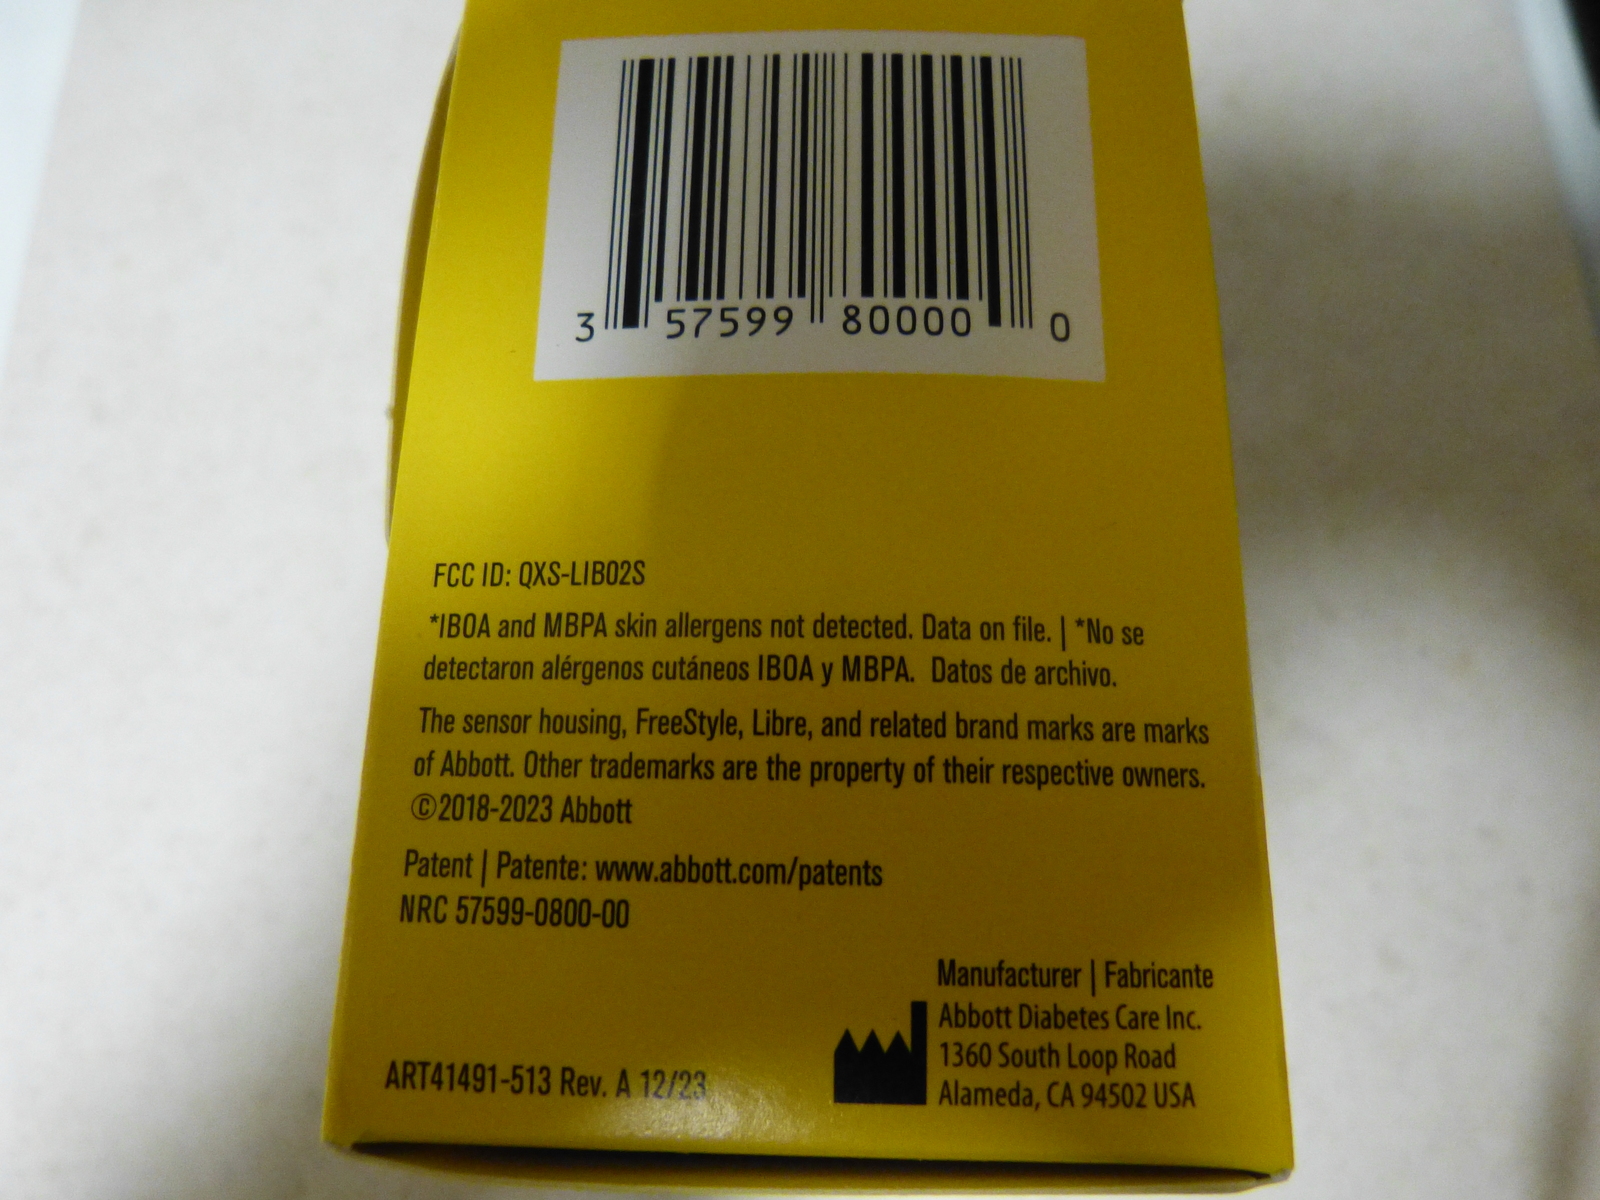 3 57599 80000 0
FCC ID: QXS-LIB02S
*IBOA and MBPA skin allergens not detected. Data on file. | *No se
detectaron alérgenos cutáneos IBOA y MBPA. Datos de archivo.
The sensor housing, FreeStyle, Libre, and related brand marks are marks
of Abbott. Other trademarks are the property of their respective owners.
©2018-2023 Abbott
Patent | Patente: www.abbott.com/patents
NRC 57599-0800-00
Manufacturer | Fabricante
Abbott Diabetes Care Inc.
1360 South Loop Road
Alameda, CA 94502 USA
ART41491-513 Rev. A 12/23